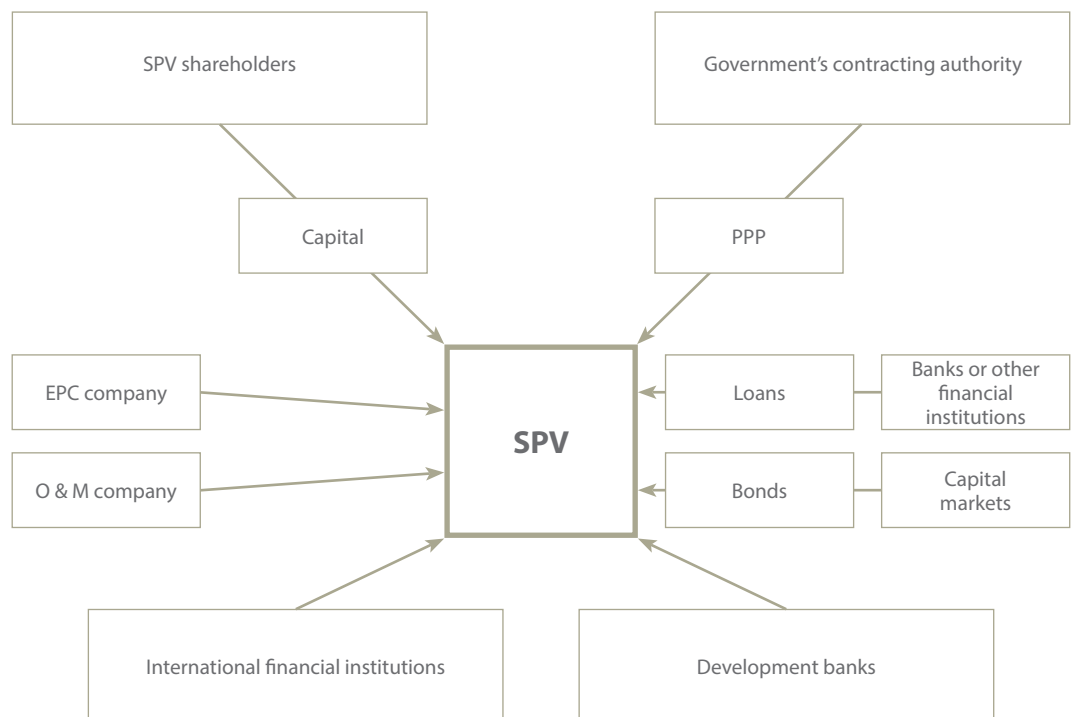 SPV shareholders
Government’s contracting authority
Capital
PPP
EPC company
Loans
Banks or other
financial
institutions
SPV
O & M company
Bonds
Capital
markets
International financial institutions
Development banks